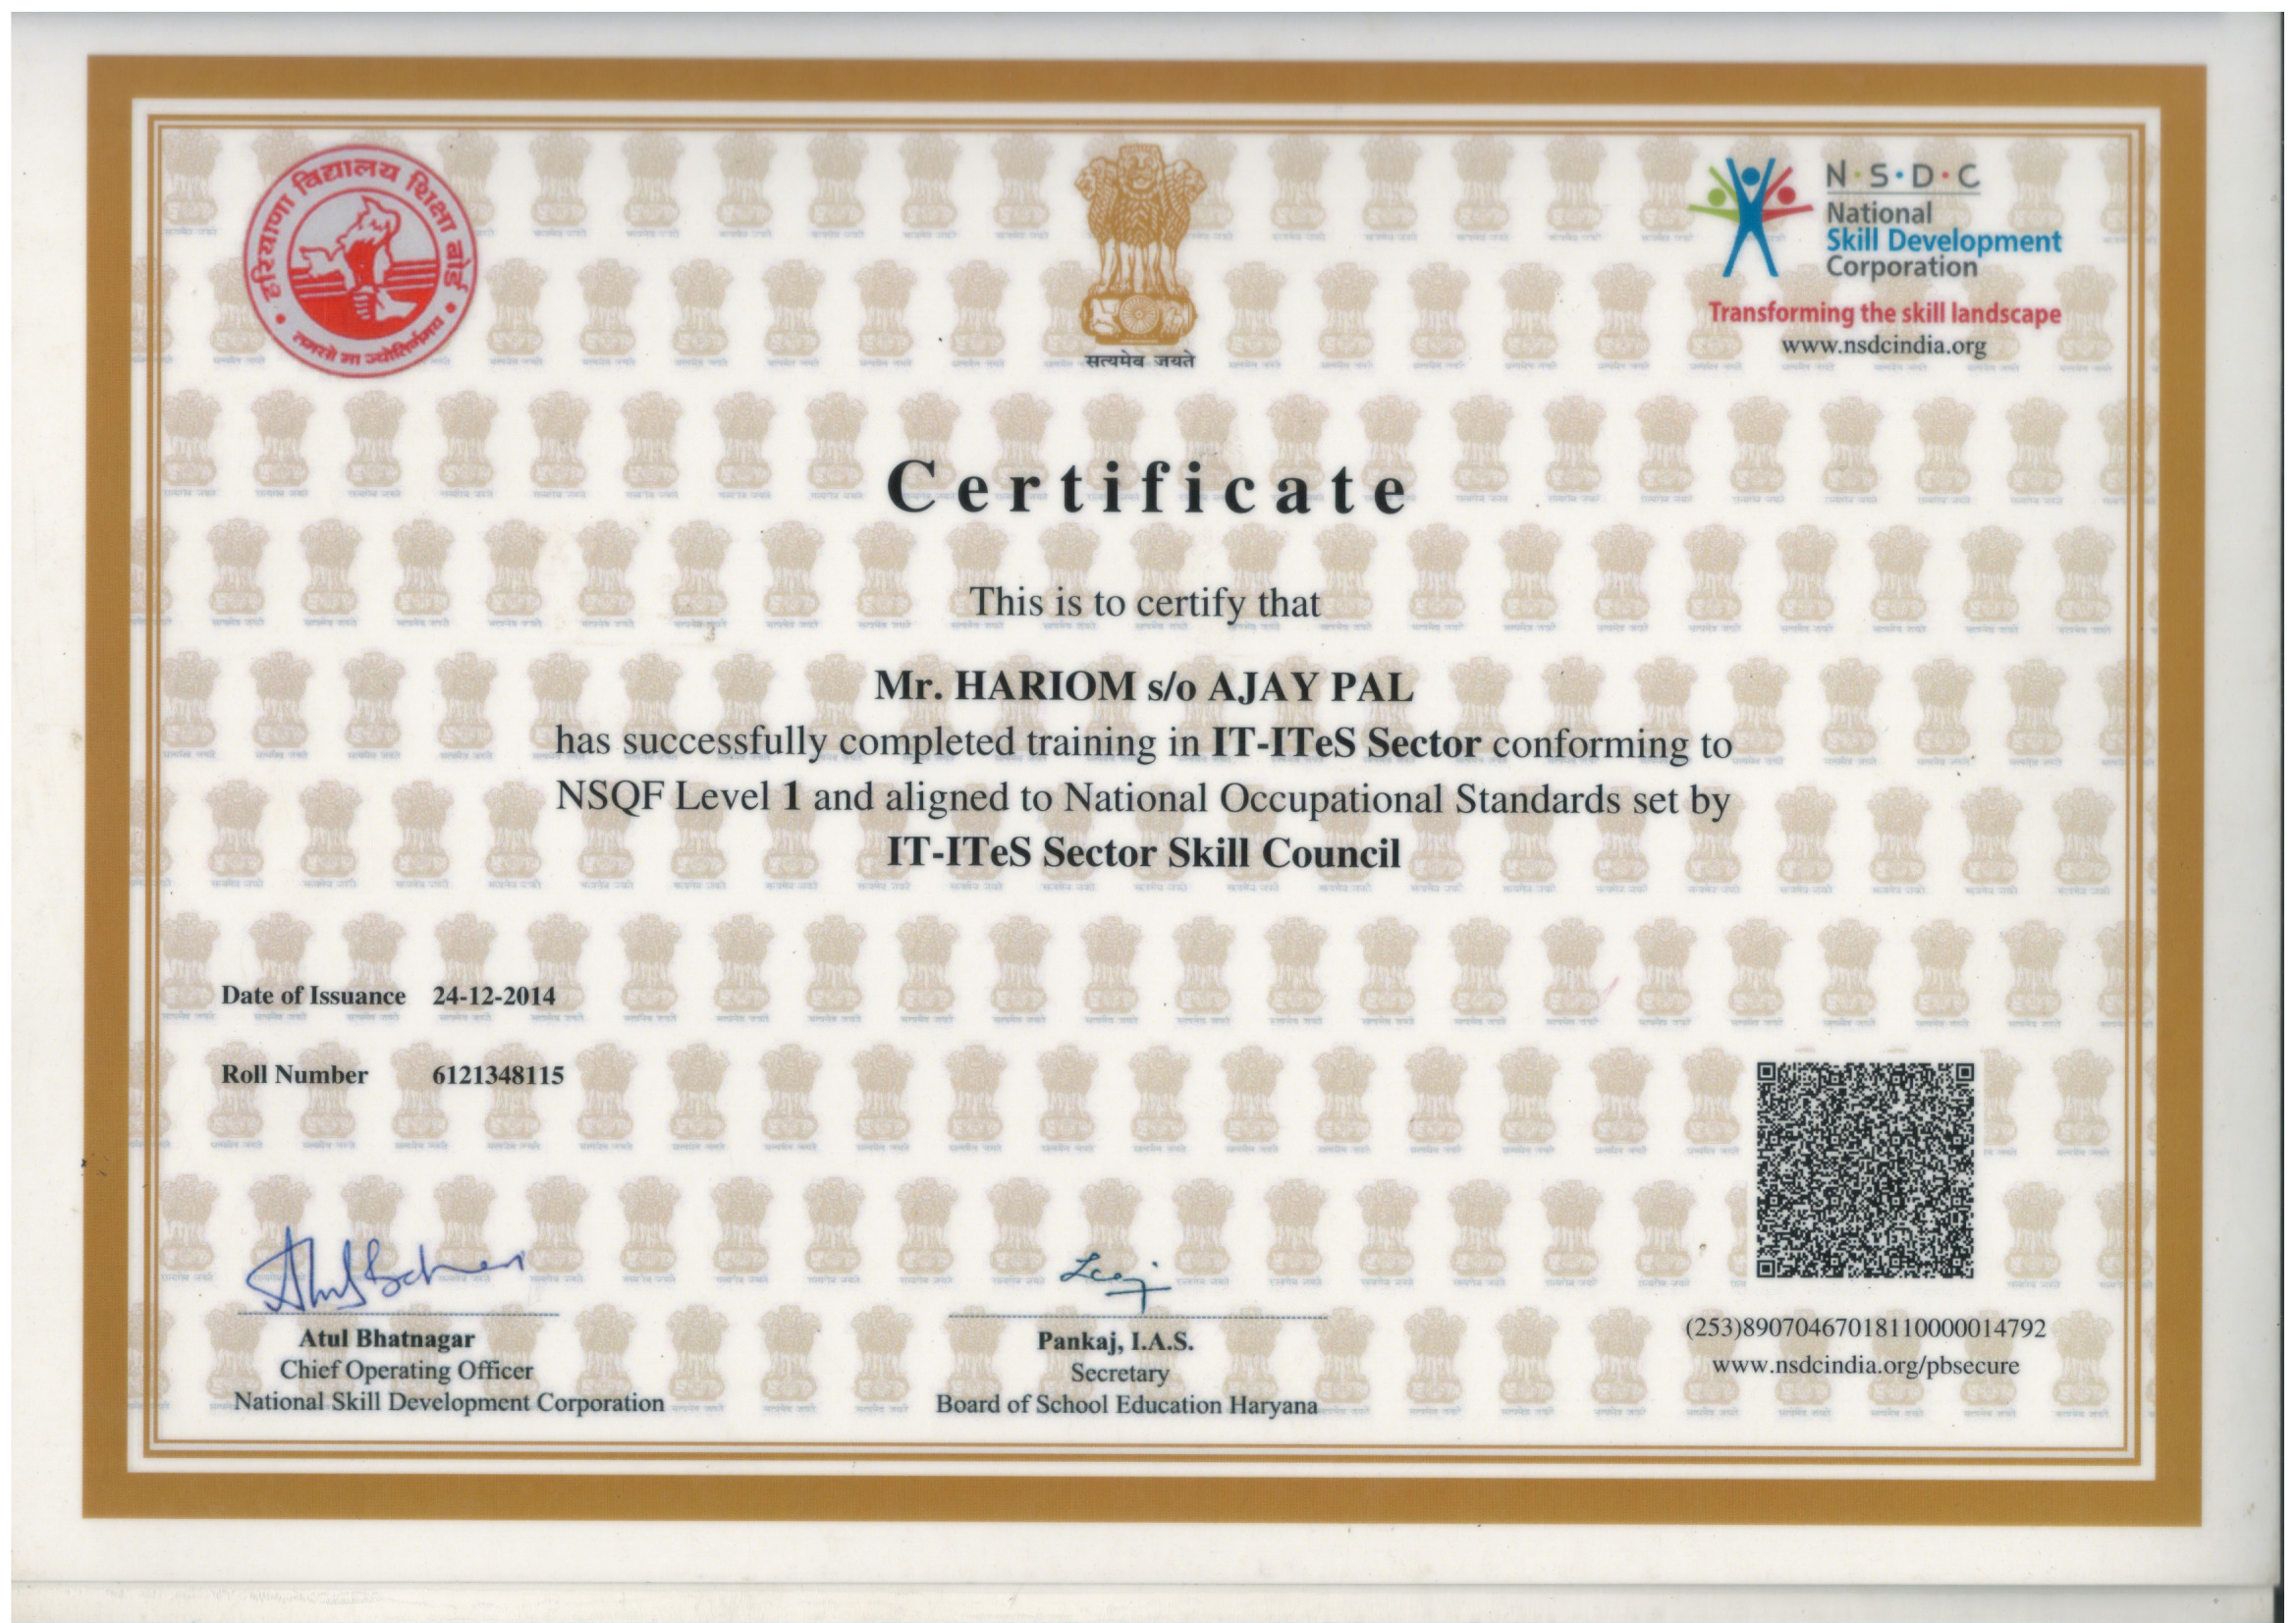 हरियाणा विद्यालय शिक्षा बोर्ड
तमसो मा ज्योतिर्गमय
सत्यमेव जयते
N·S·D·C
National
Skill Development
Corporation
Transforming the skill landscape
www.nsdcindia.org
Certificate
This is to certify that
Mr. HARIOM s/o AJAY PAL
has successfully completed training in IT-ITeS Sector conforming to
NSQF Level 1 and aligned to National Occupational Standards set by
IT-ITeS Sector Skill Council
Date of Issuance 24-12-2014
Roll Number 6121348115
Atul Bhatnagar
Chief Operating Officer
National Skill Development Corporation
Pankaj, I.A.S.
Secretary
Board of School Education Haryana
(253)89070467018110000014792
www.nsdcindia.org/pbsecure